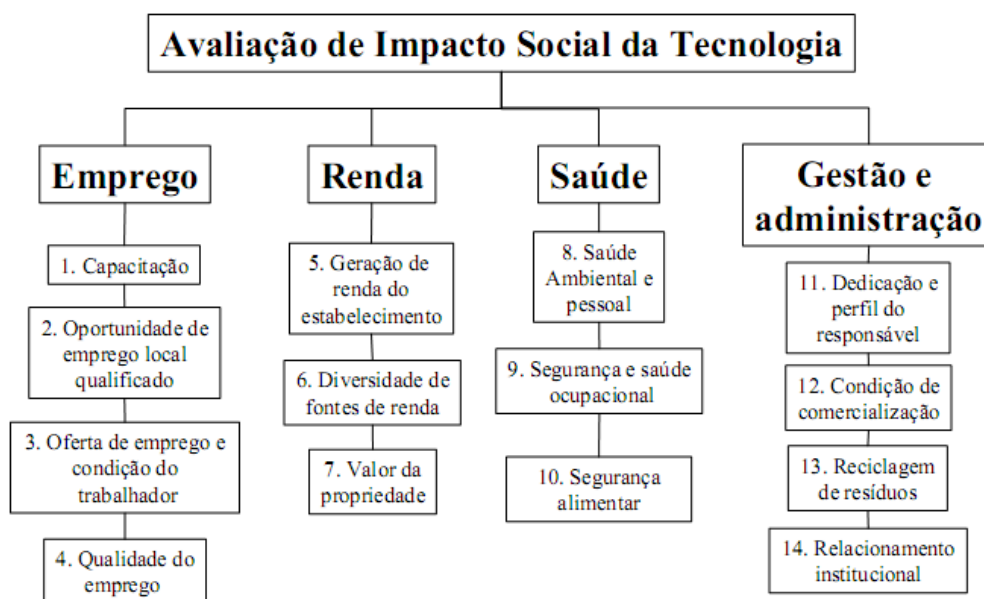 Avaliação de Impacto Social da Tecnologia
Emprego
1. Capacitação
2. Oportunidade de
emprego local
qualificado
3. Oferta de emprego e
condição do
trabalhador
4. Qualidade do
emprego
Renda
5. Geração de
renda do
estabelecimento
6. Diversidade de
fontes de renda
7. Valor da
propriedade
Saúde
8. Saúde
Ambiental e
pessoal
9. Segurança e saúde
ocupacional
10. Segurança
alimentar
Gestão e
administração
11. Dedicação e
perfil do
responsável
12. Condição de
comercialização
13. Reciclagem
de resíduos
14. Relacionamento
institucional